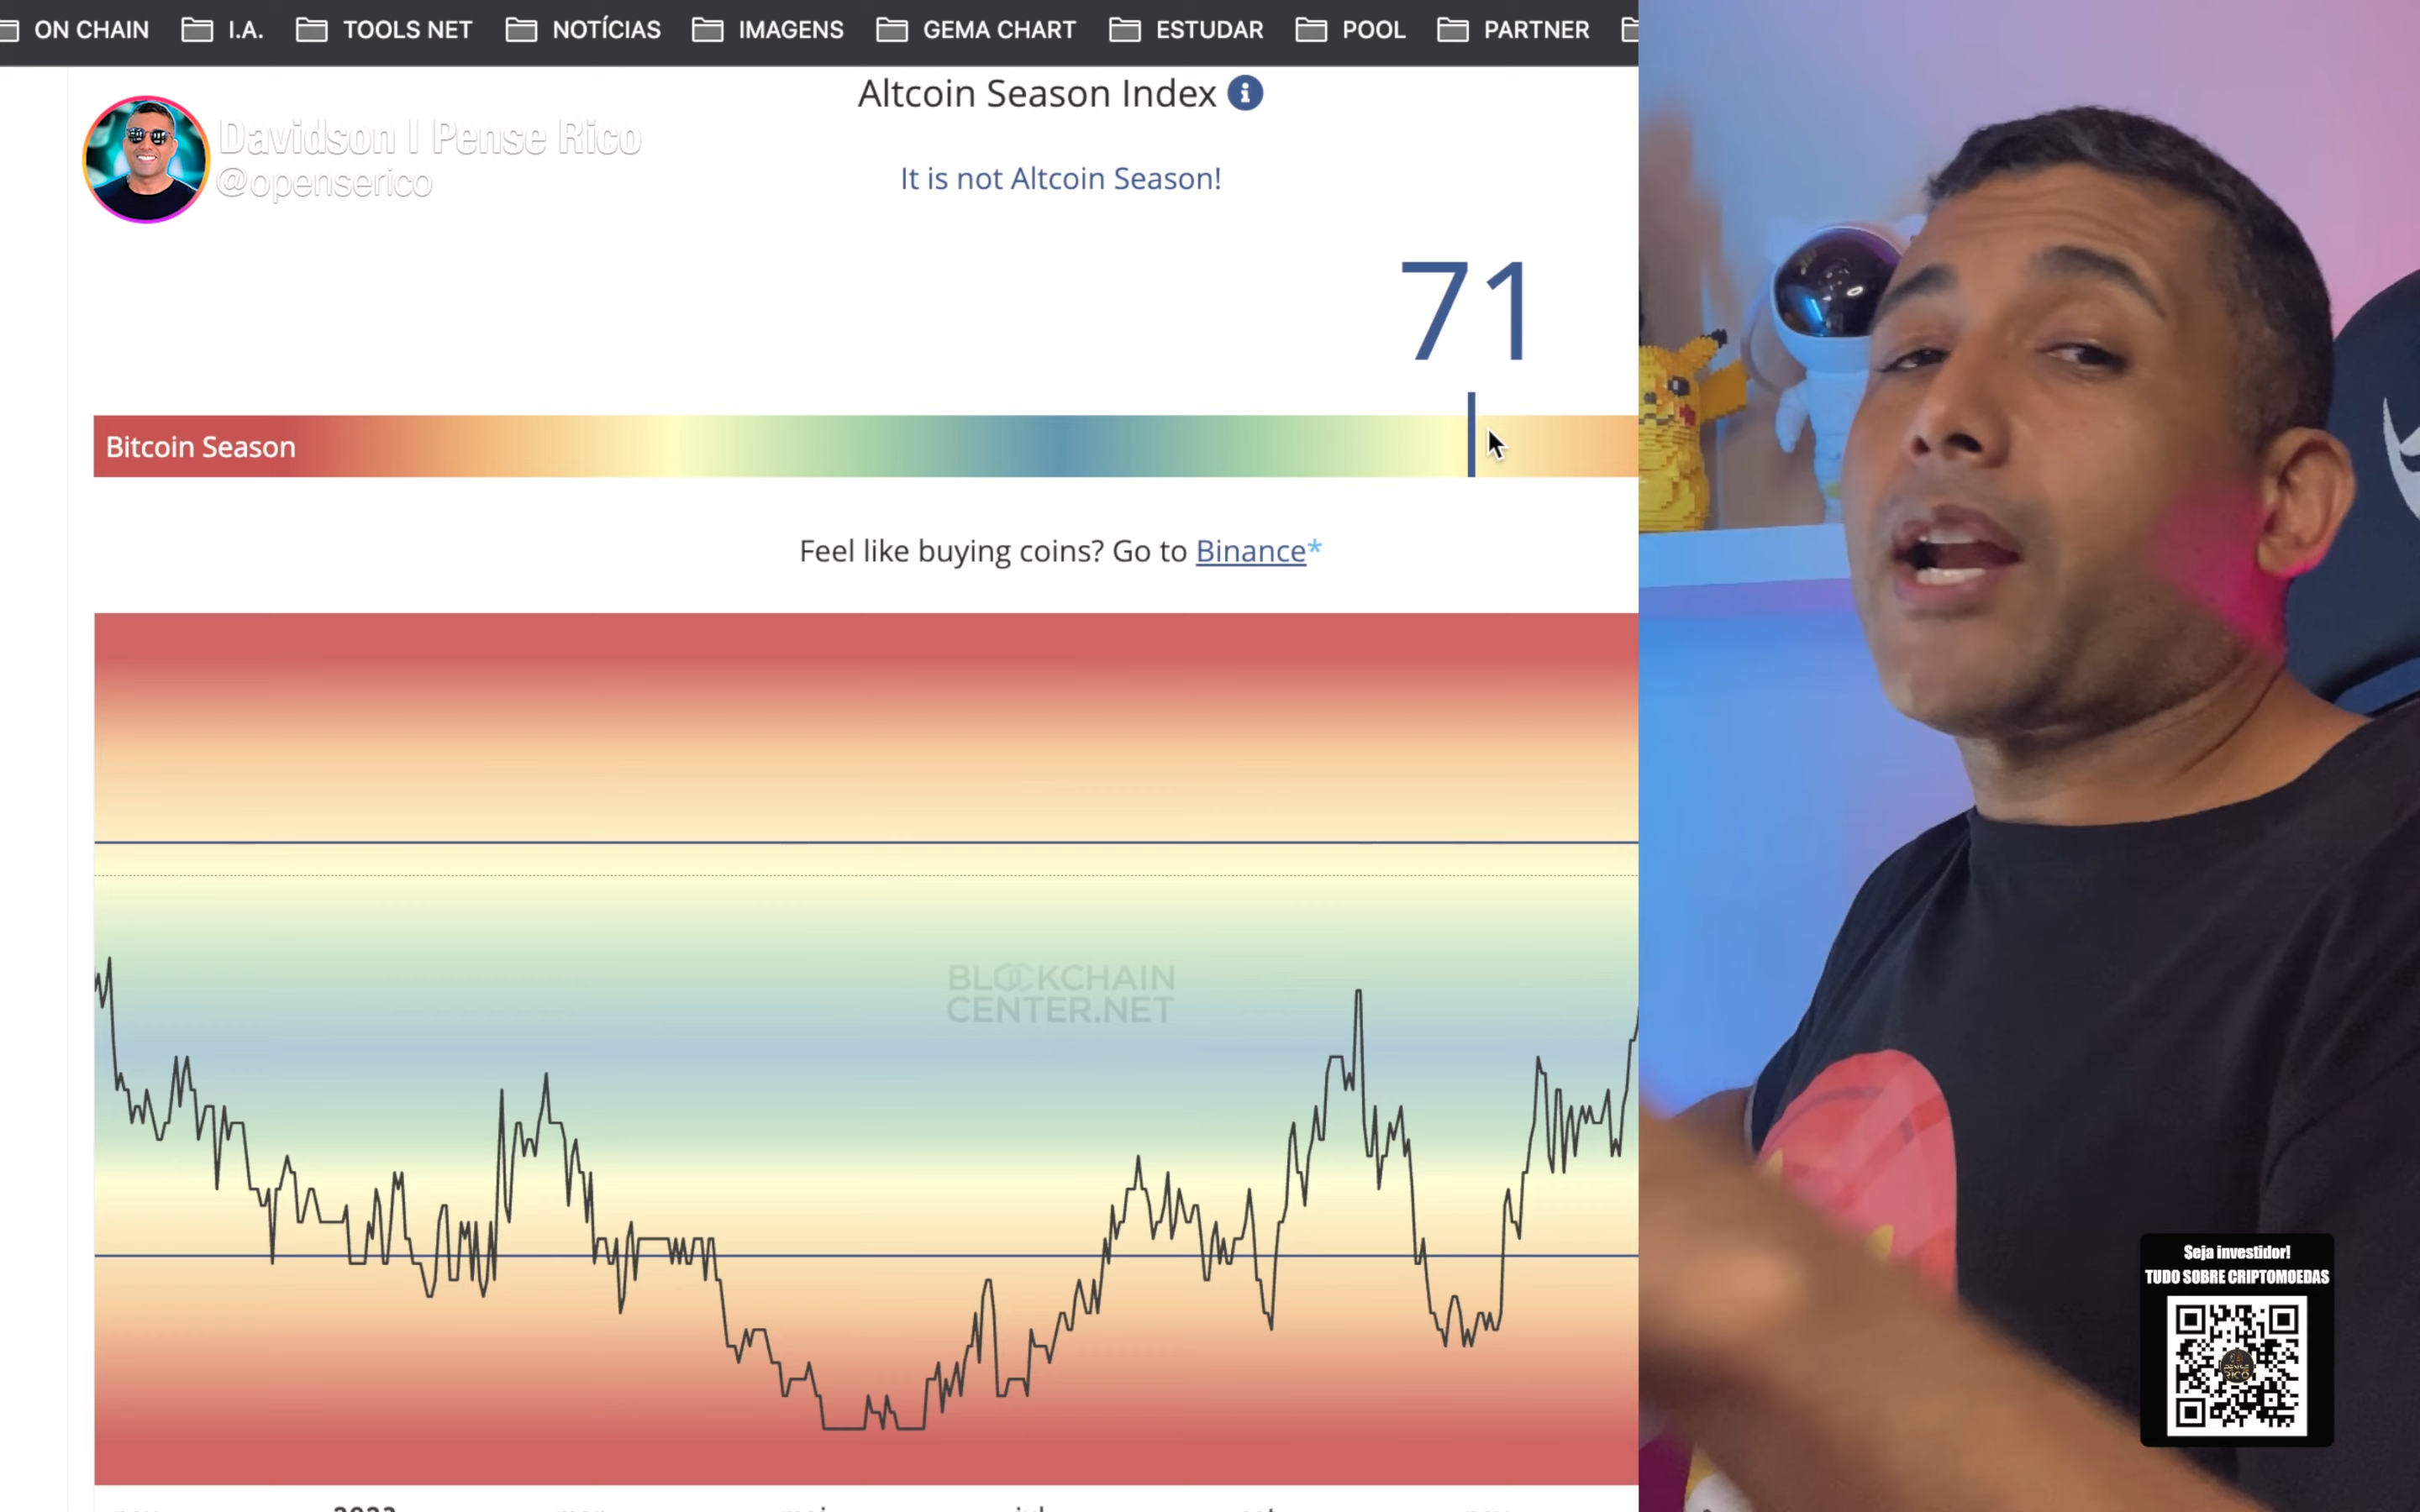 ON CHAIN I.A. TOOLS NET NOTÍCIAS IMAGENS GEMA CHART ESTUDAR POOL PARTNER
Altcoin Season Index
Davidson | Pense Rico
@openserico
It is not Altcoin Season!
71
Bitcoin Season
Feel like buying coins? Go to Binance*
BLOCKCHAIN
CENTER.NET
Seja investidor!
TUDO SOBRE CRIPTOMOEDAS